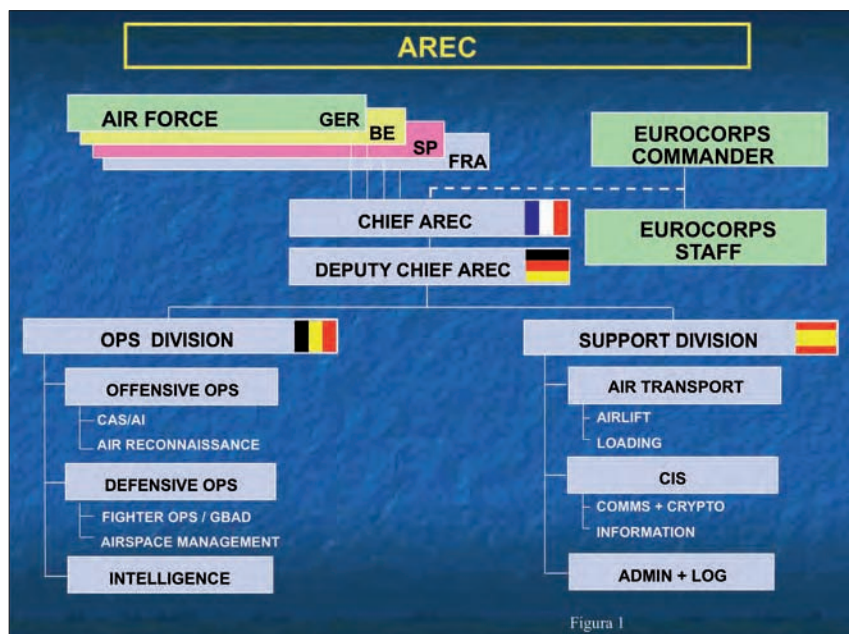 AREC
AIR FORCE GER
BE
SP
FRA
EUROCORPS
COMMANDER
CHIEF AREC
EUROCORPS
STAFF
DEPUTY CHIEF AREC
OPS DIVISION
SUPPORT DIVISION
OFFENSIVE OPS
CAS/AI
AIR RECONNAISSANCE
DEFENSIVE OPS
FIGHTER OPS / GBAD
AIRSPACE MANAGEMENT
INTELLIGENCE
AIR TRANSPORT
AIRLIFT
LOADING
CIS
COMMS + CRYPTO
INFORMATION
ADMIN + LOG
Figura 1